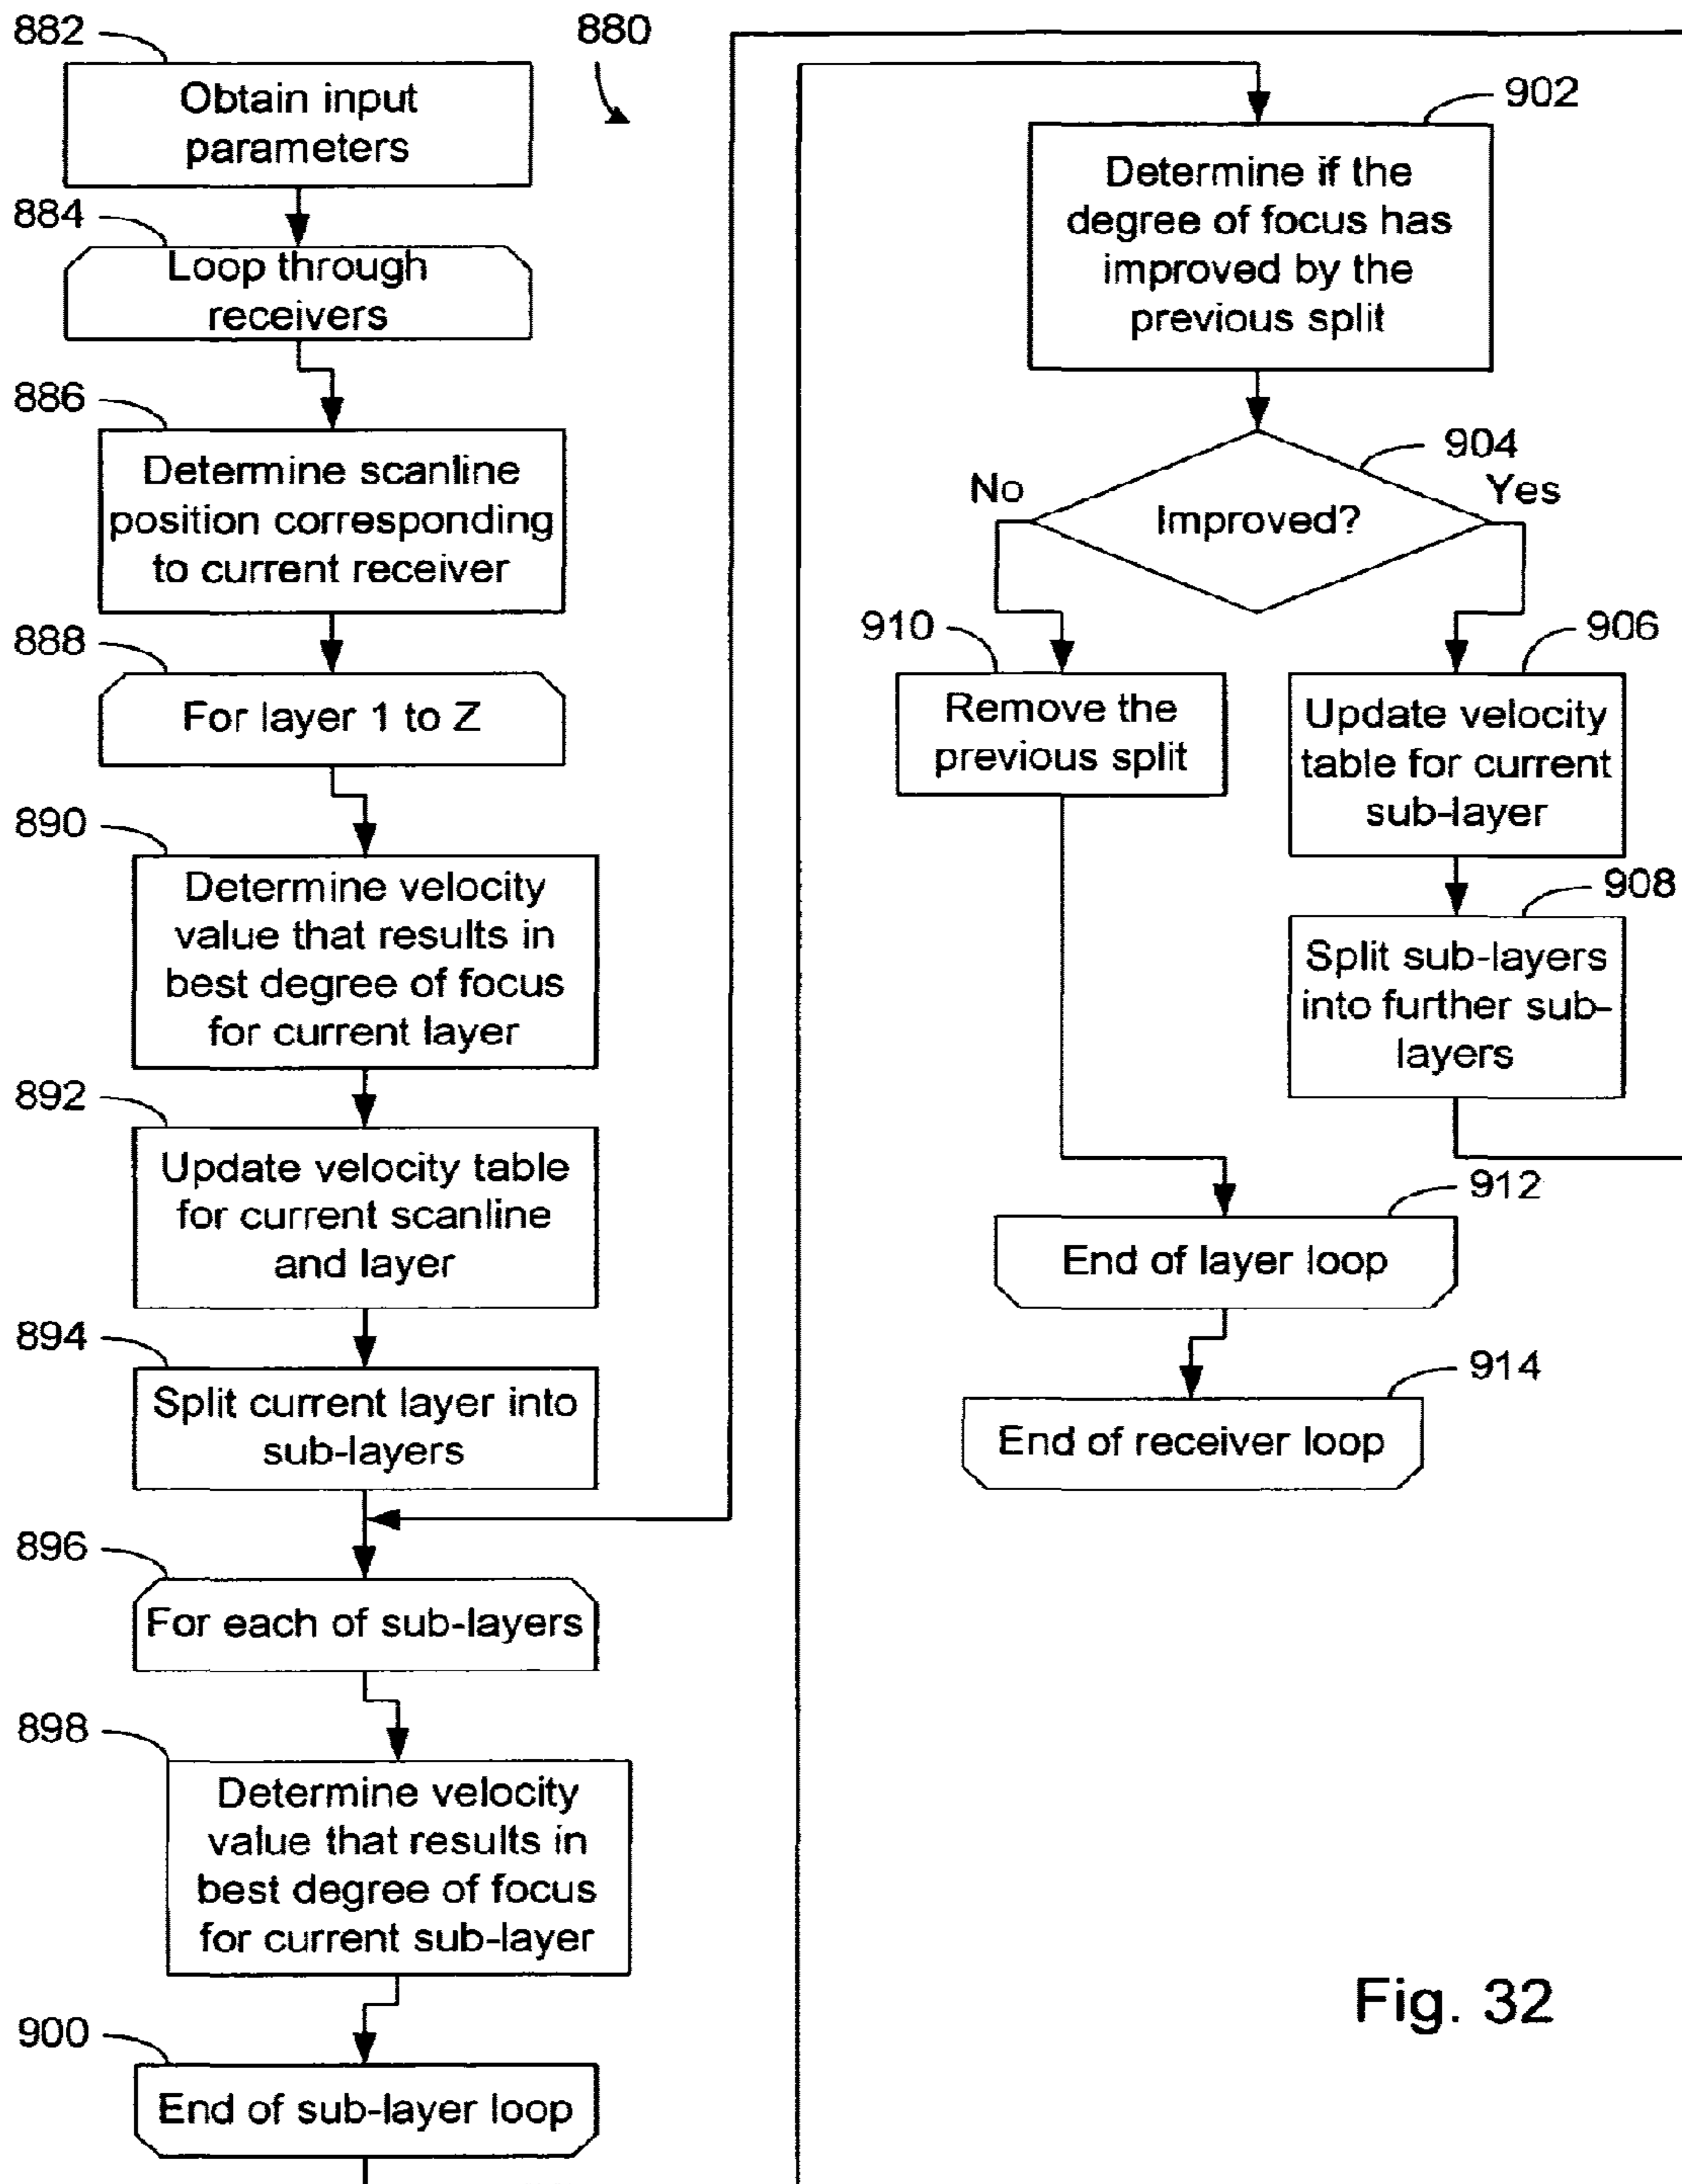 882
880
Obtain input
parameters
884
Loop through
receivers
886
Determine scanline
position corresponding
to current receiver
888
For layer 1 to Z
890
Determine velocity
value that results in
best degree of focus
for current layer
892
Update velocity table
for current scanline
and layer
894
Split current layer into
sub-layers
896
For each of sub-layers
898
Determine velocity
value that results in
best degree of focus
for current sub-layer
900
End of sub-layer loop
902
Determine if the
degree of focus has
improved by the
previous split
904
No
Yes
Improved?
910
906
Remove the
previous split
Update velocity
table for current
sub-layer
908
Split sub-layers
into further sub-
layers
912
End of layer loop
914
End of receiver loop
Fig. 32